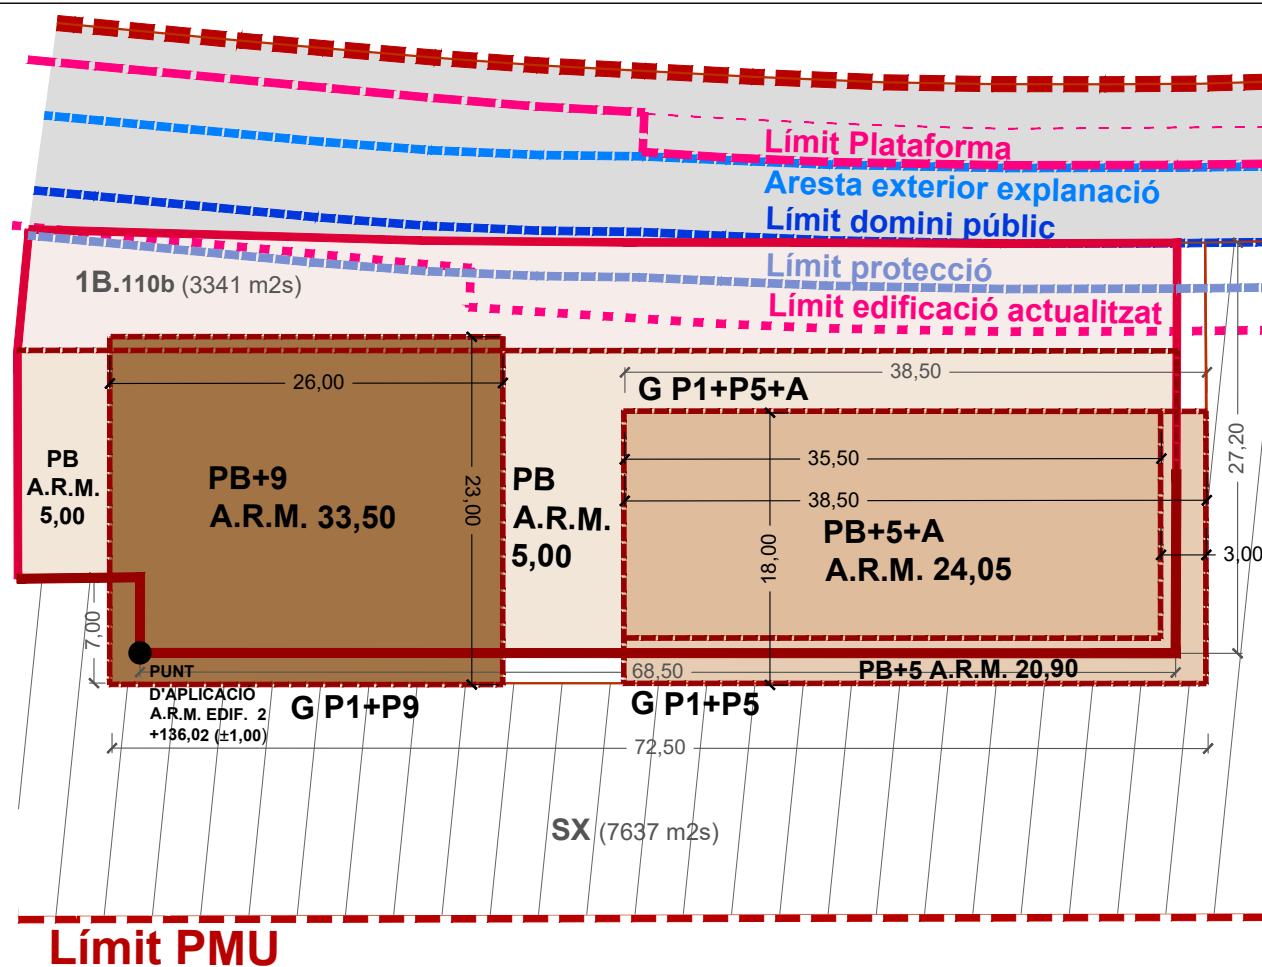 Límit Plataforma
Aresta exterior explanació
Límit domini públic
Límit protecció
1B.110b (3341 m2s)
Límit edificació actualitzat
26,00
38,50
G P1+P5+A
27,20
PB
A.R.M.
5,00
PB+9
A.R.M. 33,50
23,00
PB
A.R.M.
5,00
35,50
38,50
18,00
PB+5+A
A.R.M. 24,05
3,00
7,00
PUNT
D'APLICACIO
A.R.M. EDIF. 2
+136,02 (±1,00)
68,50
PB+5 A.R.M. 20,90
G P1+P9
G P1+P5
72,50
SX (7637 m2s)
Límit PMU